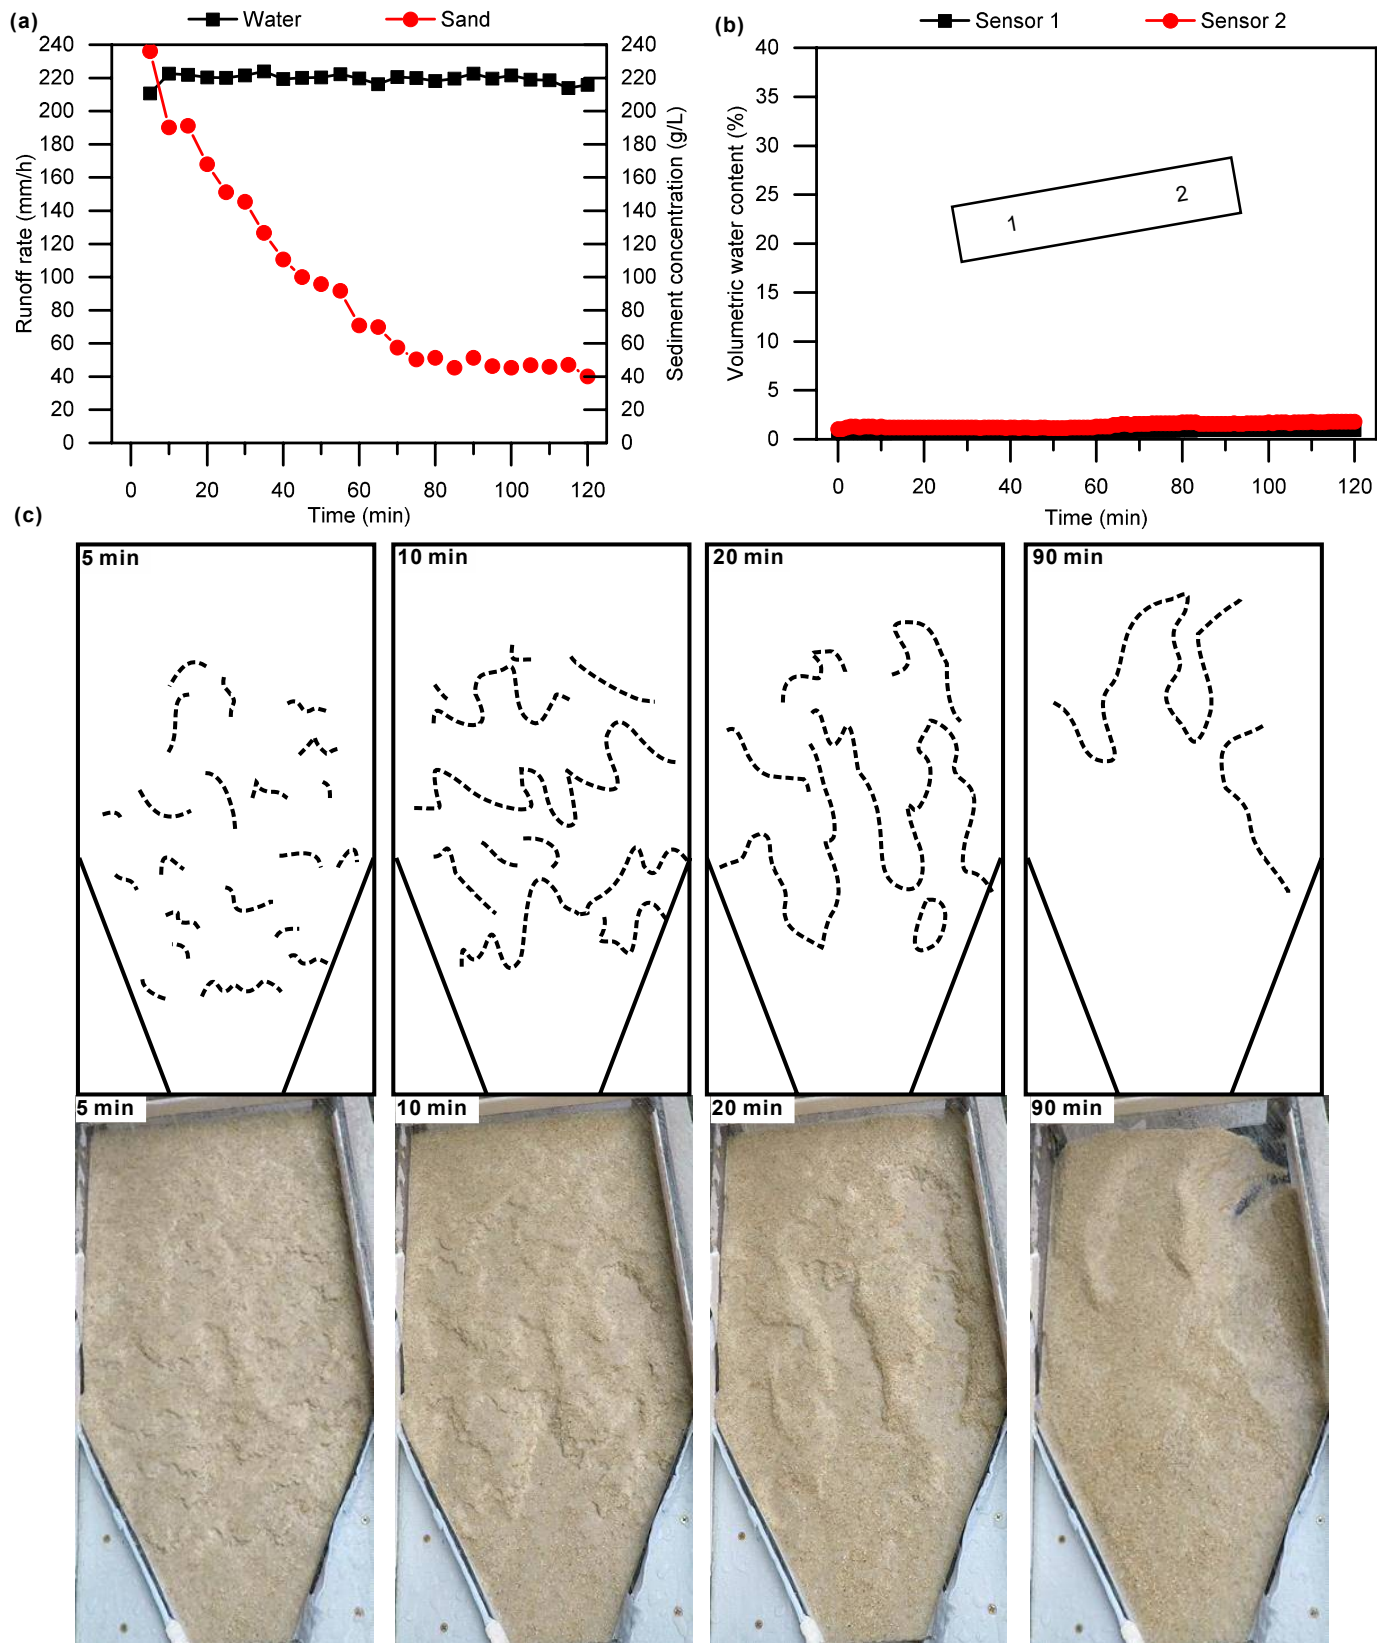 (a)
Water
Sand
240
220
200
180
160
140
120
100
80
60
40
20
0
Runoff rate (mm/h)
240
220
200
180
160
140
120
100
80
60
40
20
0
Sediment concentration (g/L)
0 20 40 60 80 100 120
Time (min)
(b)
Sensor 1
Sensor 2
40
35
30
25
20
15
10
5
0
Volumetric water content (%)
1
2
0 20 40 60 80 100 120
Time (min)
(c)
5 min
10 min
20 min
90 min
5 min
10 min
20 min
90 min